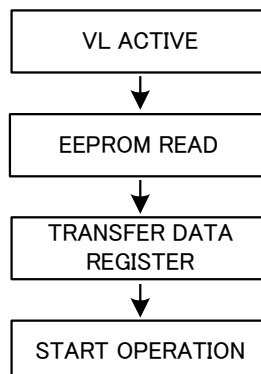 VL ACTIVE
EEPROM READ
TRANSFER DATA
REGISTER
START OPERATION